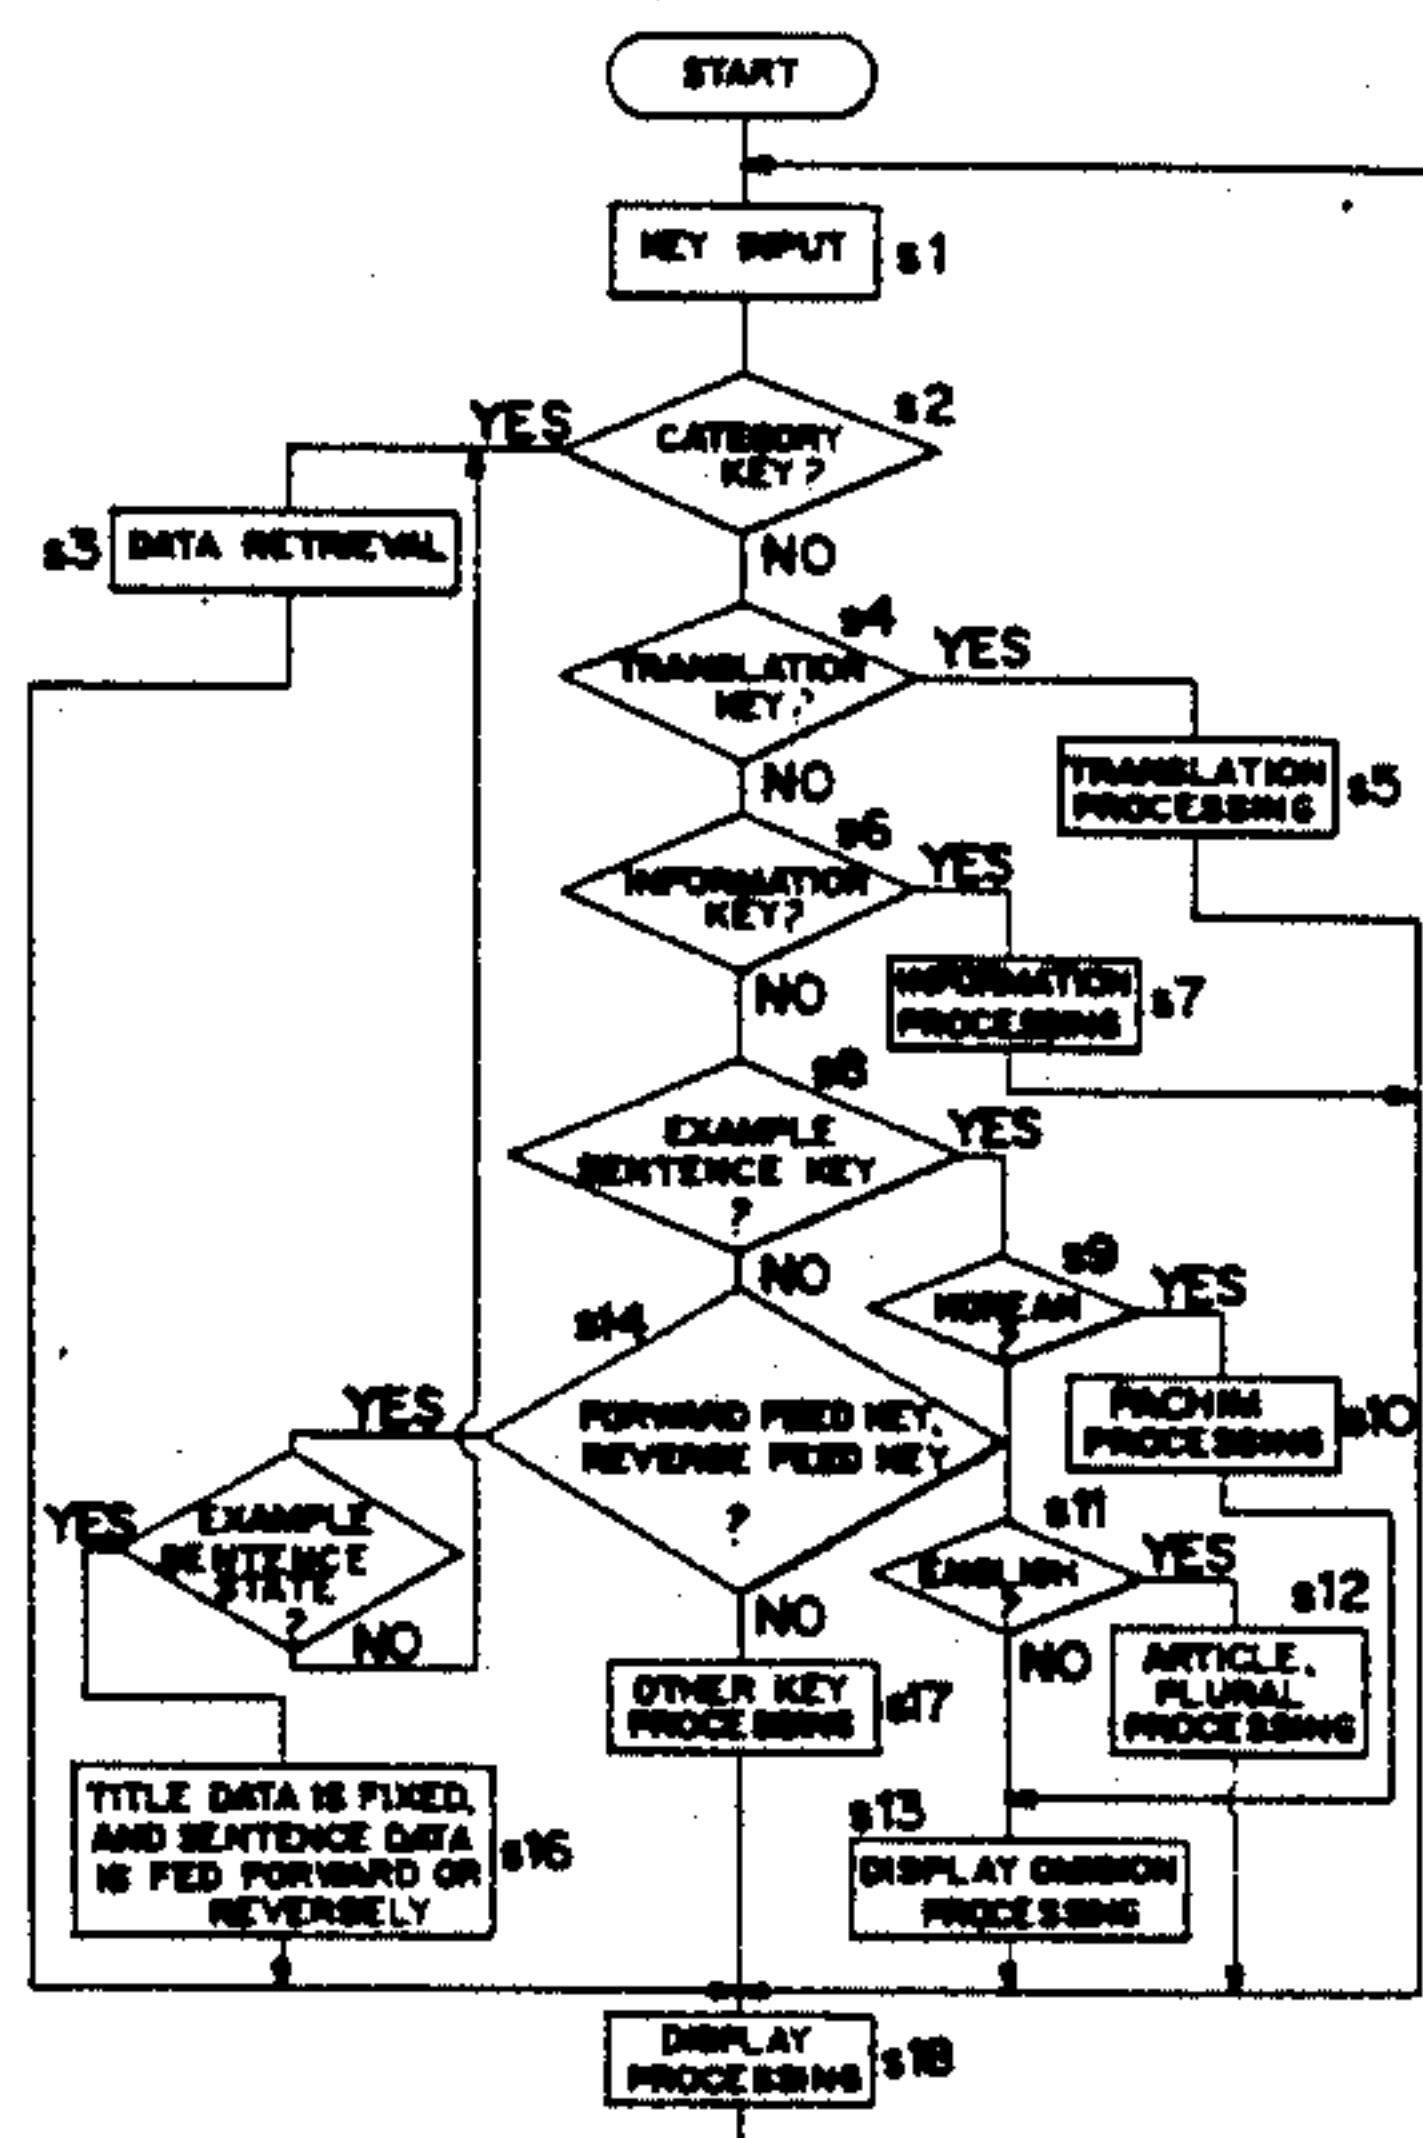 START
KEY INPUT
s1
s2
YES
CATEGORY
KEY?
s3
DATA RETRIEVAL
NO
s4
YES
TRANSLATION
KEY?
TRANSLATION
PROCESSING
s5
NO
s6
YES
INFORMATION
KEY?
INFORMATION
PROCESSING
s7
NO
s8
YES
EXAMPLE
SENTENCE KEY
?
NO
s9
YES
KOREAN
?
s14
YES
FORWARD FEED KEY,
REVERSE FEED KEY
?
PACHIM
PROCESSING
s10
YES
EXAMPLE
SENTENCE
STATE
?
NO
s11
YES
ENGLISH
?
NO
s12
ARTICLE,
PLURAL
PROCESSING
NO
OTHER KEY
PROCESSING
s17
TITLE DATA IS FIXED,
AND SENTENCE DATA
IS FED FORWARD OR
REVERSELY
s16
s13
DISPLAY OMISSION
PROCESSING
DISPLAY
PROCESSING
s18